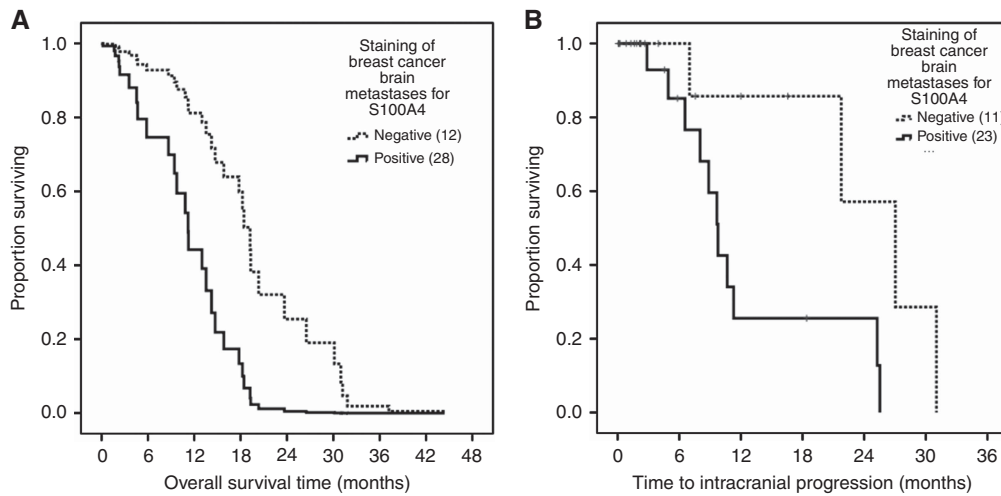 A
Proportion surviving
1.0
0.8
0.6
0.4
0.2
0.0
Staining of
breast cancer
brain
metastases for
S100A4
Negative (12)
Positive (28)
0 6 12 18 24 30 36 42 48
Overall survival time (months)
B
Proportion surviving
1.0
0.8
0.6
0.4
0.2
0.0
Staining of
breast cancer
brain
metastases for
S100A4
Negative (11)
Positive (23)
...
0 6 12 18 24 30 36
Time to intracranial progression (months)